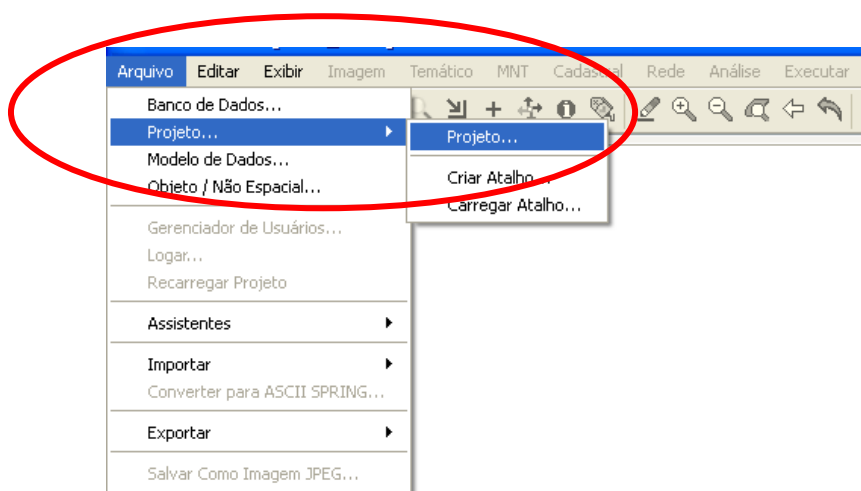 Arquivo Editar Exibir Imagem Temático MNT Cadastral Rede Análise Executar
Banco de Dados...
Projeto...
Modelo de Dados...
Objeto / Não Espacial...
Gerenciador de Usuários...
Logar...
Recarregar Projeto
Assistentes
Importar
Converter para ASCII SPRING...
Exportar
Salvar Como Imagem JPEG...
Projeto...
Criar Atalho...
Carregar Atalho...